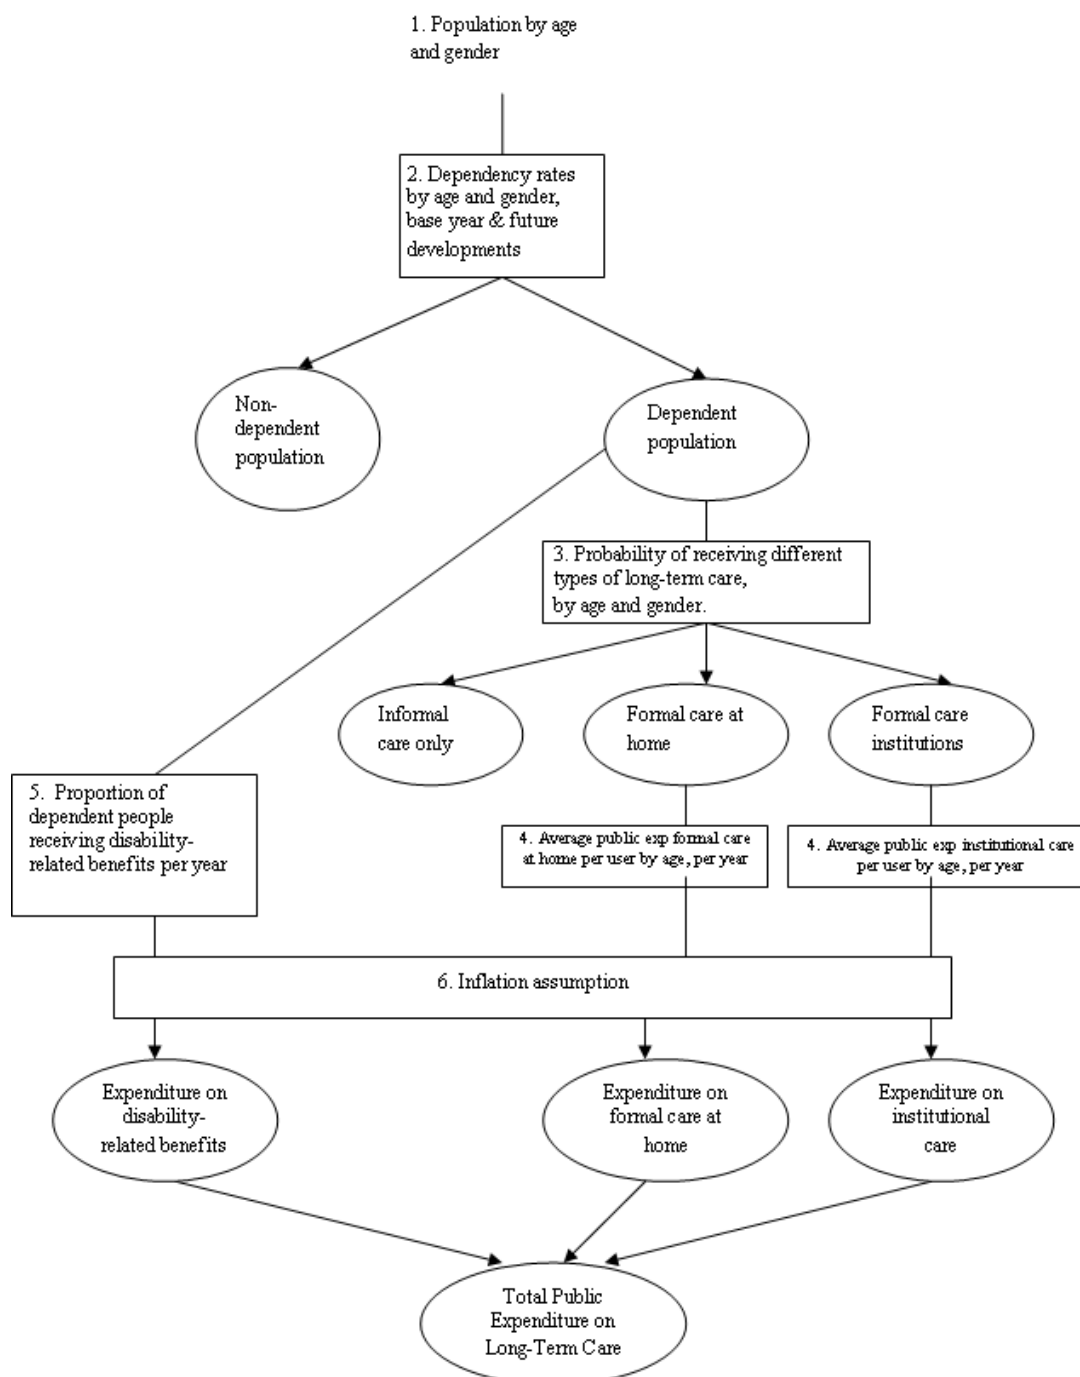 1. Population by age
and gender
2. Dependency rates
by age and gender,
base year & future
developments
Non-
dependent
population
Dependent
population
3. Probability of receiving different
types of long-term care,
by age and gender.
Informal
care only
Formal care at
home
Formal care
institutions
5. Proportion of
dependent people
receiving disability-
related benefits per year
4. Average public exp formal care
at home per user by age, per year
4. Average public exp institutional care
per user by age, per year
6. Inflation assumption
Expenditure on
disability-
related benefits
Expenditure on
formal care at
home
Expenditure on
institutional
care
Total Public
Expenditure on
Long-Term Care